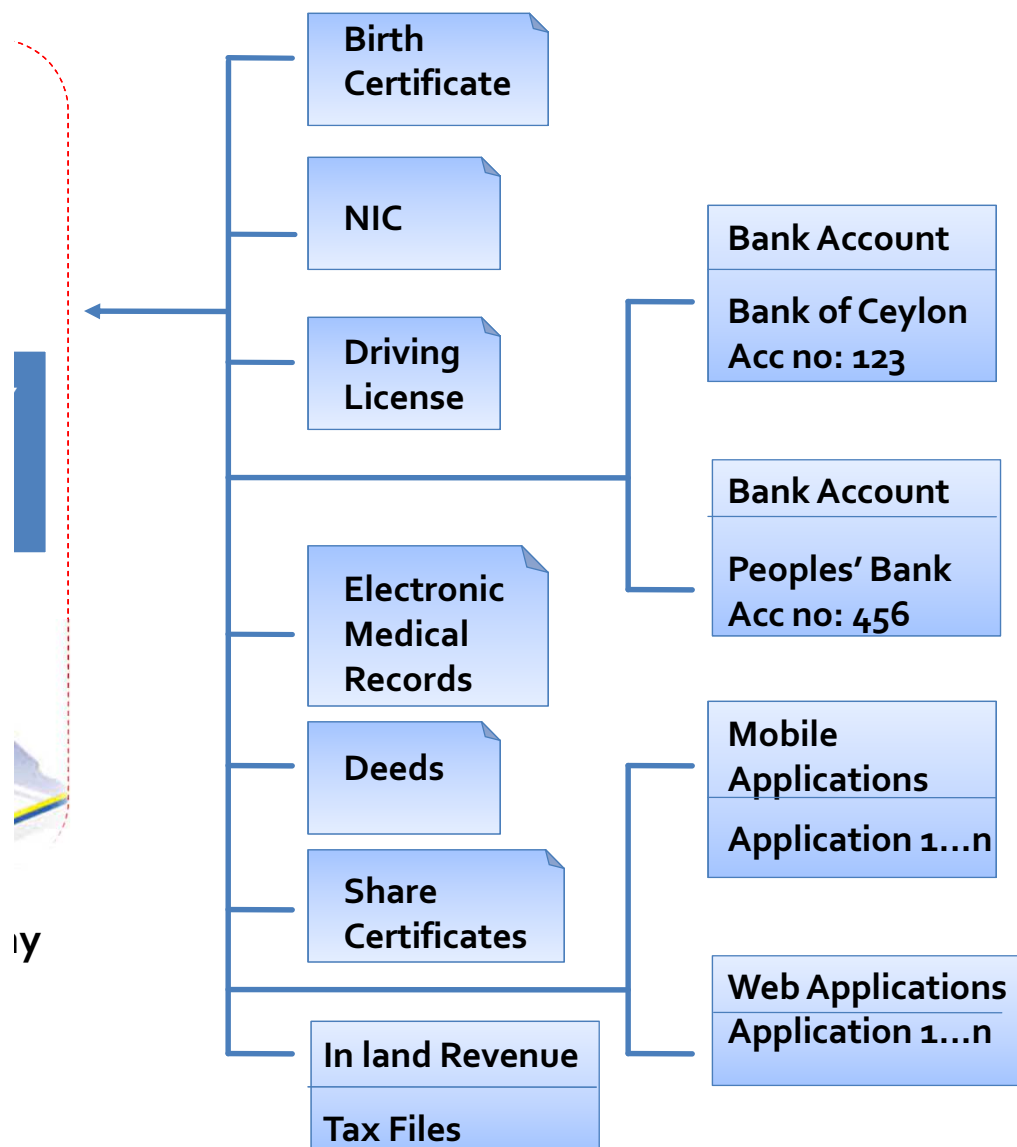 Birth
Certificate
NIC
Driving
License
Electronic
Medical
Records
Deeds
Share
Certificates
In land Revenue
Tax Files
Bank Account
Bank of Ceylon
Acc no: 123
Bank Account
Peoples’ Bank
Acc no: 456
Mobile
Applications
Application 1...n
Web Applications
Application 1...n